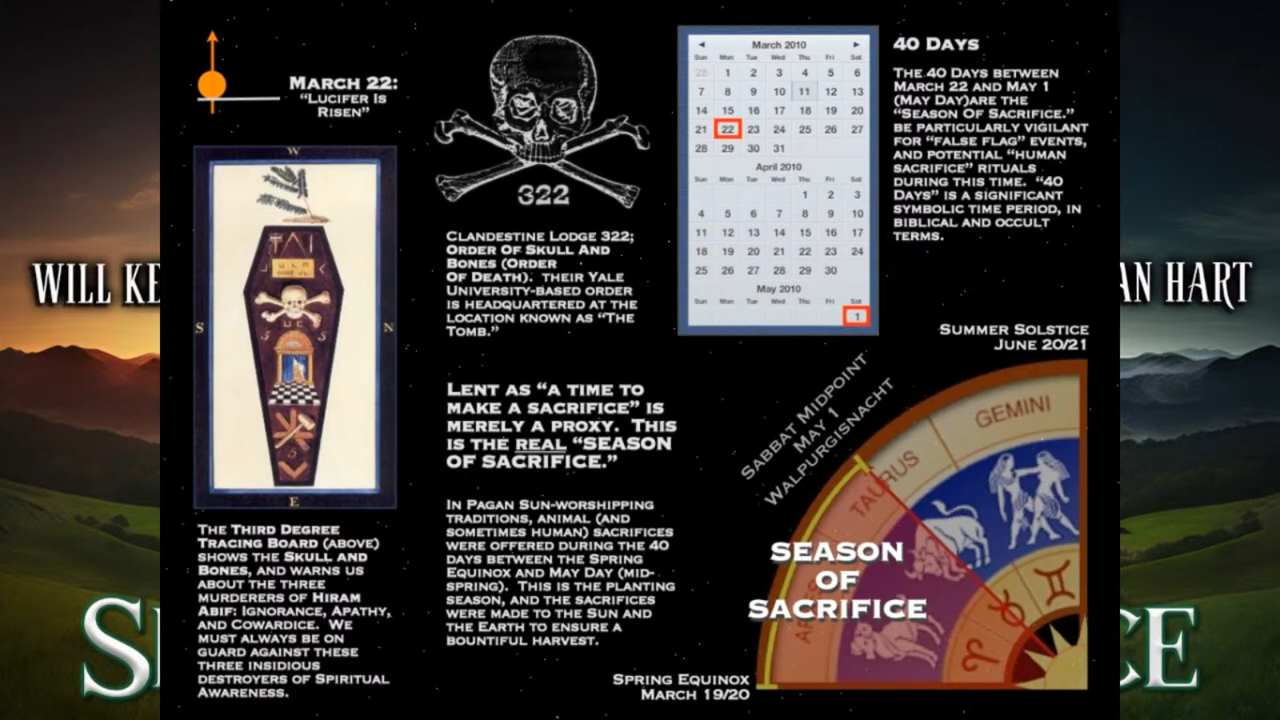 WILL KE
AN HART
S
CE
MARCH 22:
"LUCIFER IS
RISEN"
W
S
N
E
THE THIRD DEGREE
TRACING BOARD (ABOVE)
SHOWS THE SKULL AND
BONES, AND WARNS US
ABOUT THE THREE
MURDERERS OF HIRAM
ABIF: IGNORANCE, APATHY,
AND COWARDICE. WE
MUST ALWAYS BE ON
GUARD AGAINST THESE
THREE INSIDIOUS
DESTROYERS OF SPIRITUAL
AWARENESS.
322
CLANDESTINE LODGE 322;
ORDER OF SKULL AND
BONES (ORDER
OF DEATH). THEIR YALE
UNIVERSITY-BASED ORDER
IS HEADQUARTERED AT THE
LOCATION KNOWN AS "THE
TOMB."
LENT AS "A TIME TO
MAKE A SACRIFICE" IS
MERELY A PROXY. THIS
IS THE REAL "SEASON
OF SACRIFICE."
IN PAGAN SUN-WORSHIPPING
TRADITIONS, ANIMAL (AND
SOMETIMES HUMAN) SACRIFICES
WERE OFFERED DURING THE 40
DAYS BETWEEN THE SPRING
EQUINOX AND MAY DAY (MID-
SPRING). THIS IS THE PLANTING
SEASON, AND THE SACRIFICES
WERE MADE TO THE SUN AND
THE EARTH TO ENSURE A
BOUNTIFUL HARVEST.
March 2010
Sun Mon Tue Wed Thu Fri Sat
28 1 2 3 4 5 6
7 8 9 10 11 12 13
14 15 16 17 18 19 20
21 22 23 24 25 26 27
28 29 30 31
April 2010
Sun Mon Tue Wed Thu Fri Sat
1 2 3
4 5 6 7 8 9 10
11 12 13 14 15 16 17
18 19 20 21 22 23 24
25 26 27 28 29 30
May 2010
Sun Mon Tue Wed Thu Fri Sat
1
40 DAYS
THE 40 DAYS BETWEEN
MARCH 22 AND MAY 1
(MAY DAY)ARE THE
"SEASON OF SACRIFICE."
BE PARTICULARLY VIGILANT
FOR "FALSE FLAG" EVENTS,
AND POTENTIAL "HUMAN
SACRIFICE" RITUALS
DURING THIS TIME. "40
DAYS" IS A SIGNIFICANT
SYMBOLIC TIME PERIOD, IN
BIBLICAL AND OCCULT
TERMS.
SUMMER SOLSTICE
JUNE 20/21
SABBAT MIDPOINT
MAY 1
WALPURGISNACHT
GEMINI
TAURUS
SEASON
OF
SACRIFICE
SPRING EQUINOX
MARCH 19/20